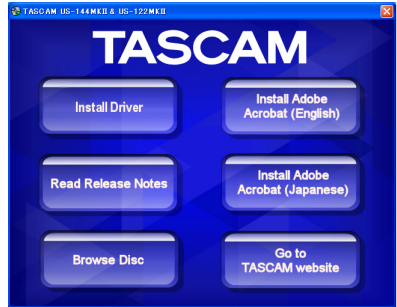 TASCAM US-144MKII & US-122MKII
TASCAM
Install Driver
Install Adobe
Acrobat (English)
Read Release Notes
Install Adobe
Acrobat (Japanese)
Browse Disc
Go to
TASCAM website